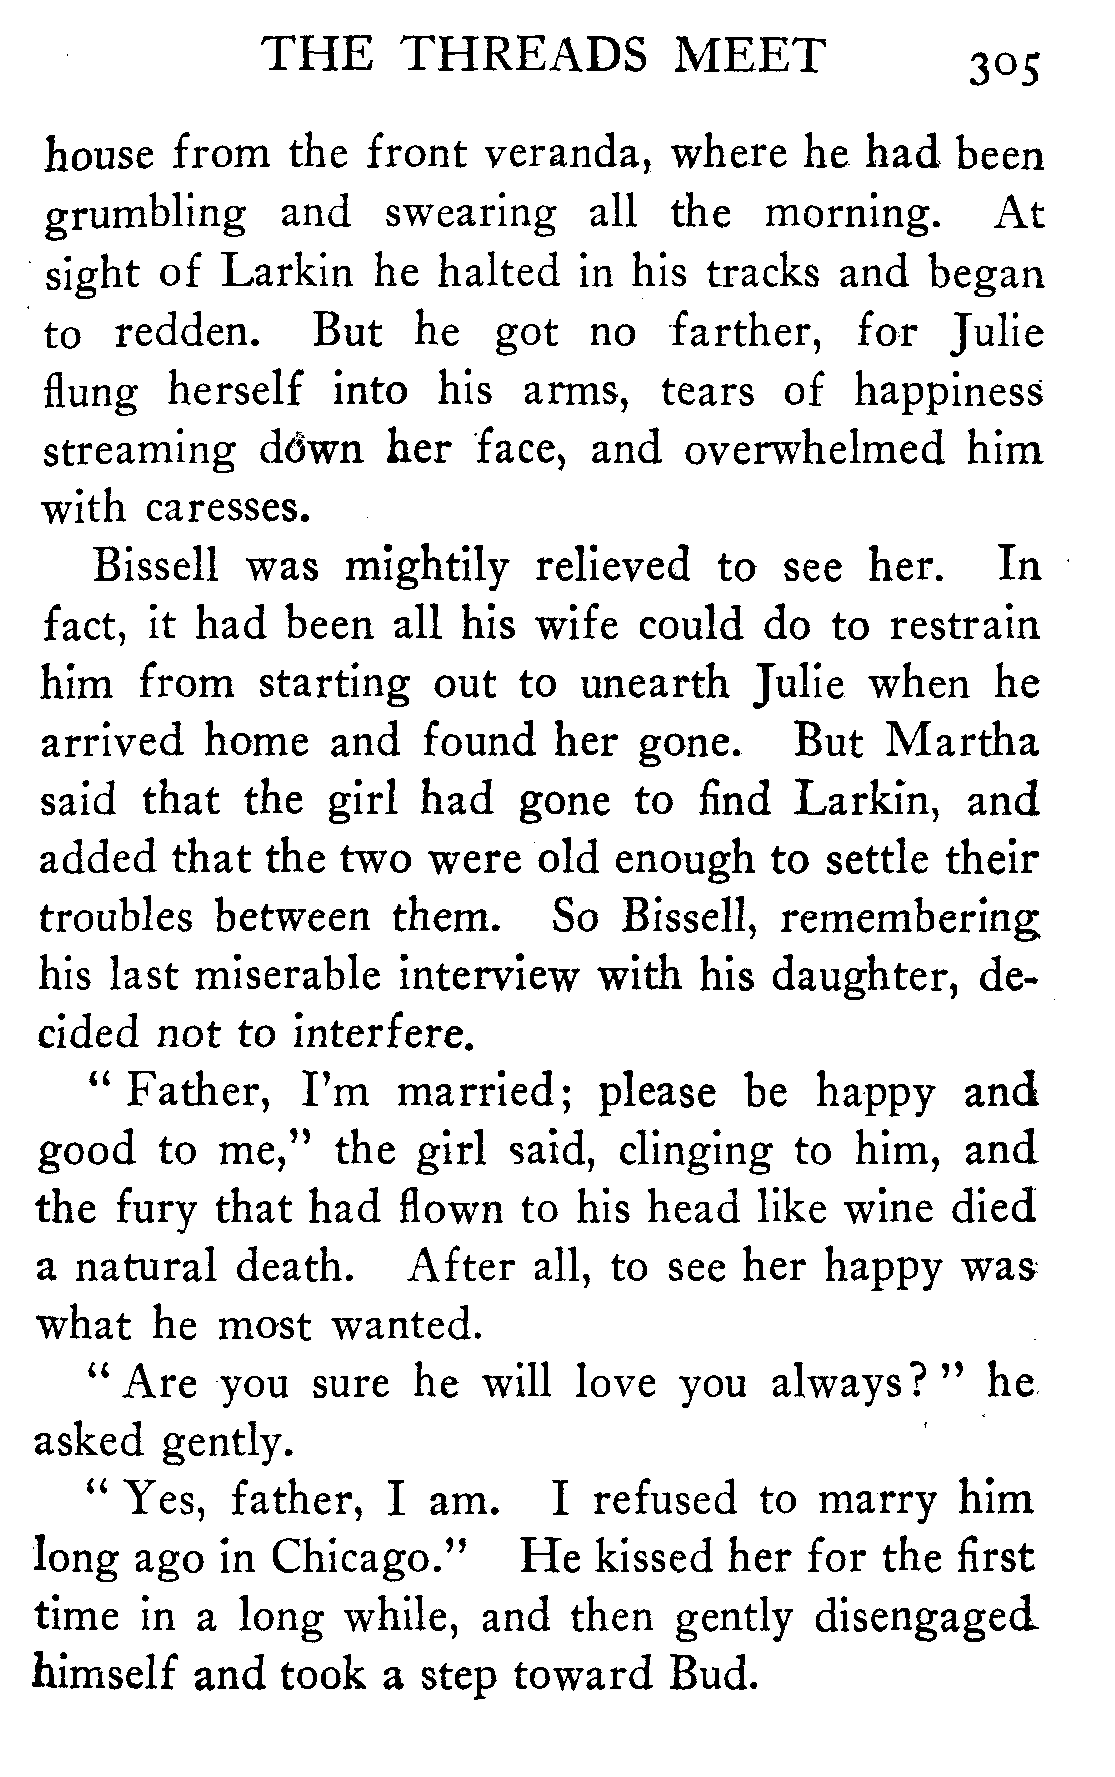 THE THREADS MEET 305
house from the front veranda, where he had been
grumbling and swearing all the morning. At
sight of Larkin he halted in his tracks and began
to redden. But he got no farther, for Julie
flung herself into his arms, tears of happiness
streaming down her face, and overwhelmed him
with caresses.
Bissell was mightily relieved to see her. In
fact, it had been all his wife could do to restrain
him from starting out to unearth Julie when he
arrived home and found her gone. But Martha
said that the girl had gone to find Larkin, and
added that the two were old enough to settle their
troubles between them. So Bissell, remembering
his last miserable interview with his daughter, de-
cided not to interfere.
" Father, I'm married; please be happy and
good to me," the girl said, clinging to him, and
the fury that had flown to his head like wine died
a natural death. After all, to see her happy was
what he most wanted.
" Are you sure he will love you always? " he
asked gently.
" Yes, father, I am. I refused to marry him
long ago in Chicago." He kissed her for the first
time in a long while, and then gently disengaged
himself and took a step toward Bud.